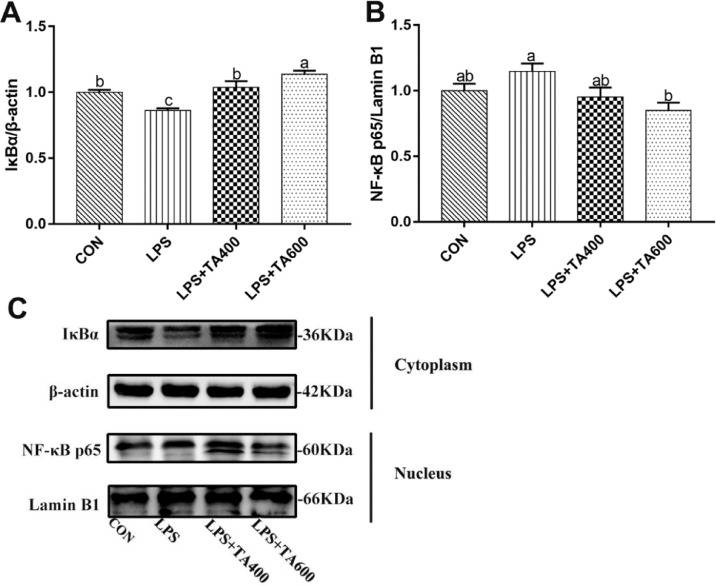 A
IκBα/β-actin
1.5
1.0
0.5
0.0
b
c
b
a
CON
LPS
LPS+TA400
LPS+TA600
B
NF-κB p65/Lamin B1
1.5
1.0
0.5
0.0
ab
a
ab
b
CON
LPS
LPS+TA400
LPS+TA600
C
IκBα
-36KDa
β-actin
-42KDa
Cytoplasm
NF-κB p65
-60KDa
Lamin B1
-66KDa
Nucleus
CON
LPS
LPS+TA400
LPS+TA600